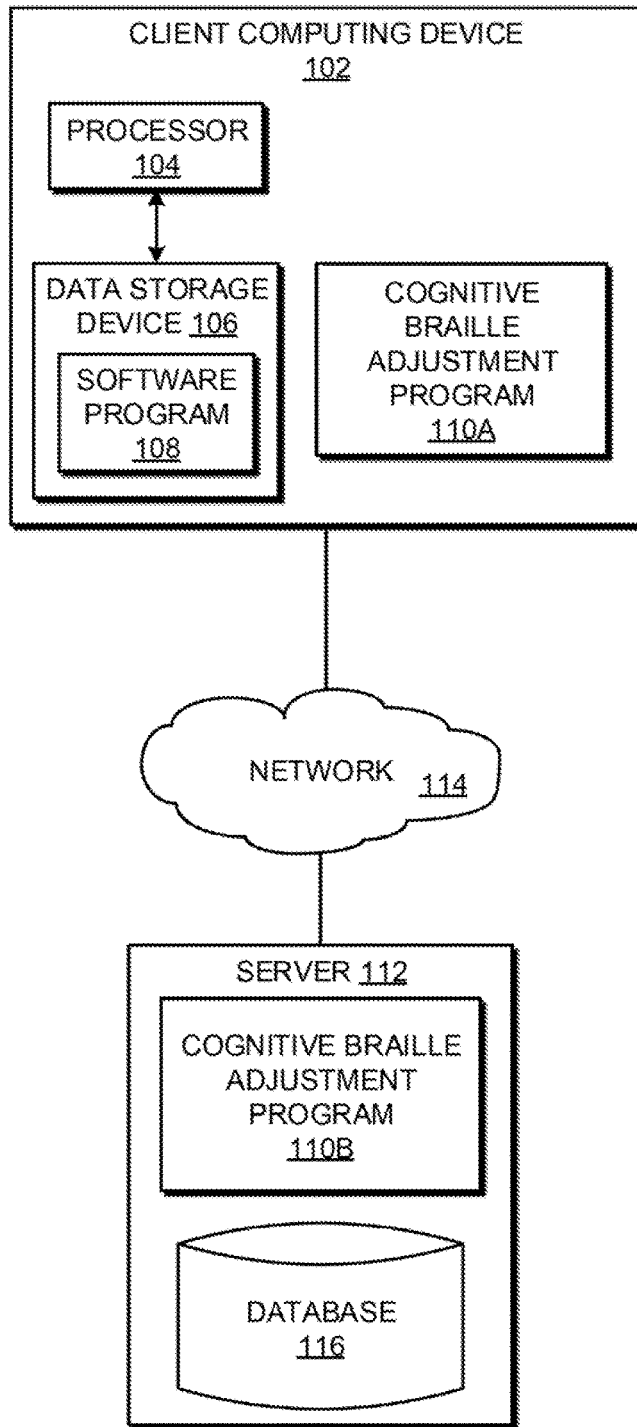 CLIENT COMPUTING DEVICE
102
PROCESSOR
104
DATA STORAGE
DEVICE 106
SOFTWARE
PROGRAM
108
COGNITIVE
BRAILLE
ADJUSTMENT
PROGRAM
110A
NETWORK 114
SERVER 112
COGNITIVE BRAILLE
ADJUSTMENT
PROGRAM
110B
DATABASE
116